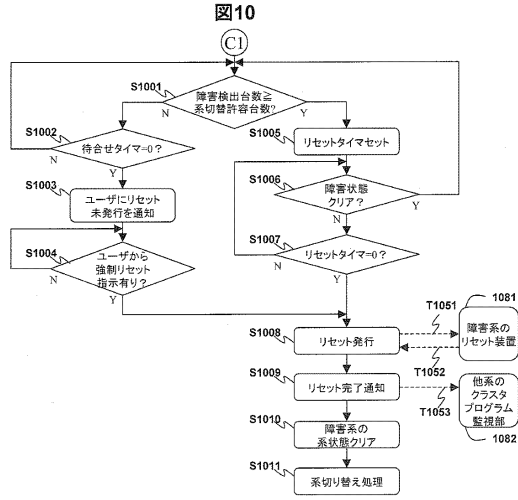 図10
C1
S1001
障害検出台数≧
系切替許容台数?
N
Y
S1002
待合せタイマ=0?
N
Y
S1005
リセットタイマセット
S1003
ユーザにリセット
未発行を通知
S1006
障害状態
クリア?
Y
N
S1004
ユーザから
強制リセット
指示有り?
N
Y
S1007
リセットタイマ=0?
N
Y
S1008
リセット発行
T1051
T1052
1081
障害系の
リセット装置
S1009
リセット完了通知
T1053
他系の
クラスタ
プログラム
監視部
1082
S1010
障害系の
系状態クリア
S1011
系切り替え処理